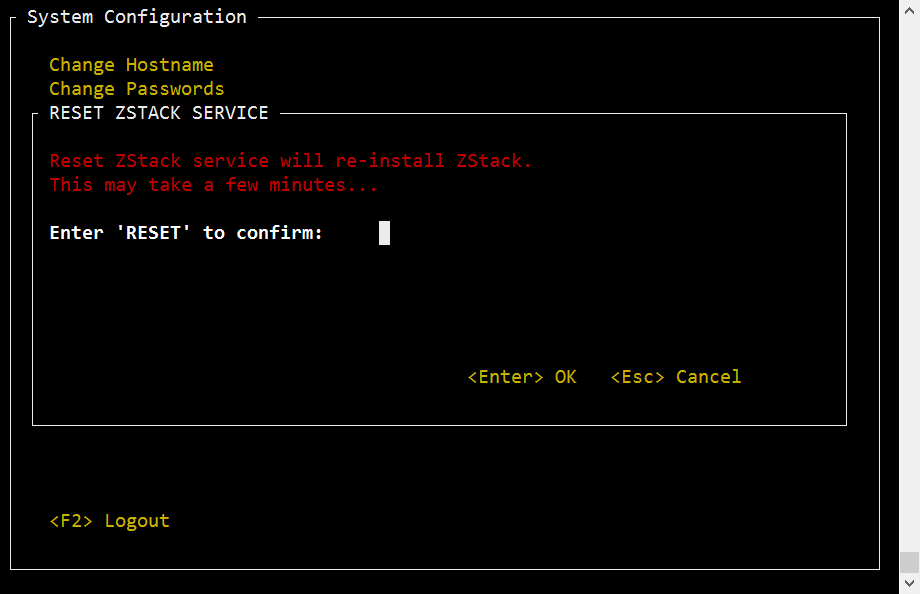 System Configuration
Change Hostname
Change Passwords
RESET ZSTACK SERVICE
Reset ZStack service will re-install ZStack.
This may take a few minutes...
Enter 'RESET' to confirm:
<Enter> OK <Esc> Cancel
<F2> Logout